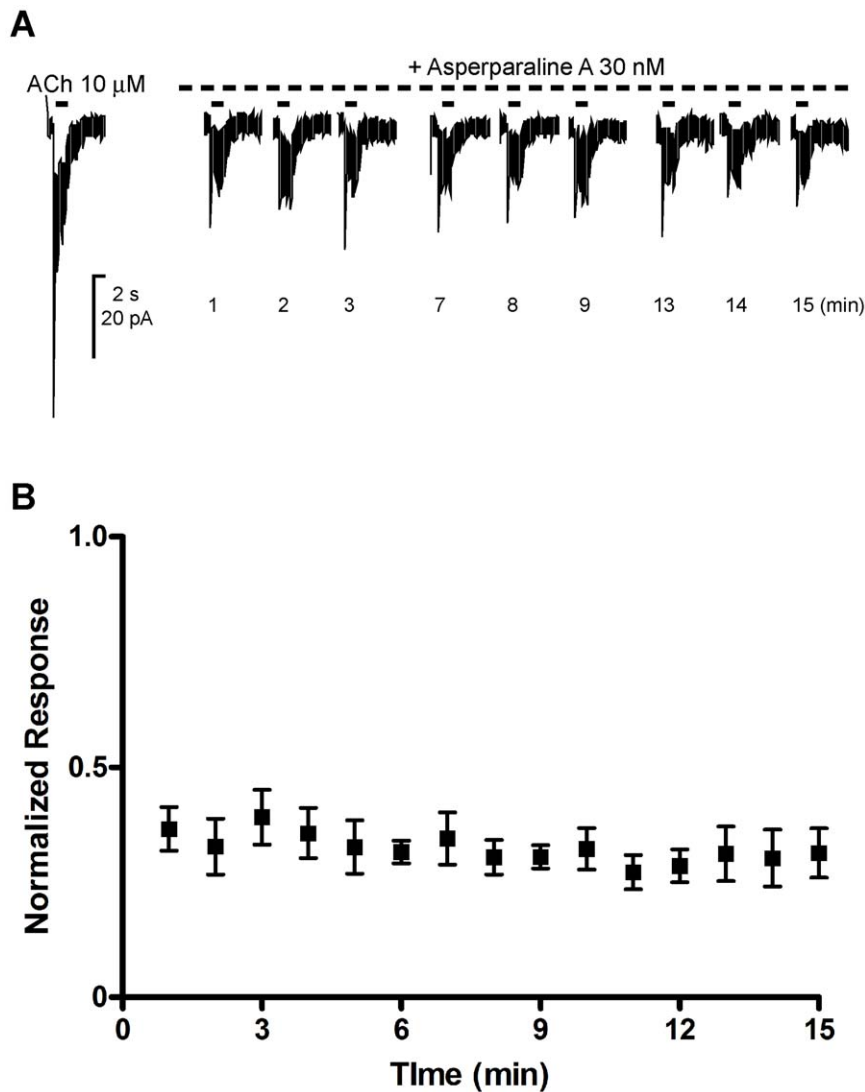 A
ACh 10 μM
+ Asperparaline A 30 nM
2 s
20 pA
1 2 3 7 8 9 13 14 15 (min)
B
1.0
0.5
0
Normalized Response
0 3 6 9 12 15
TIme (min)